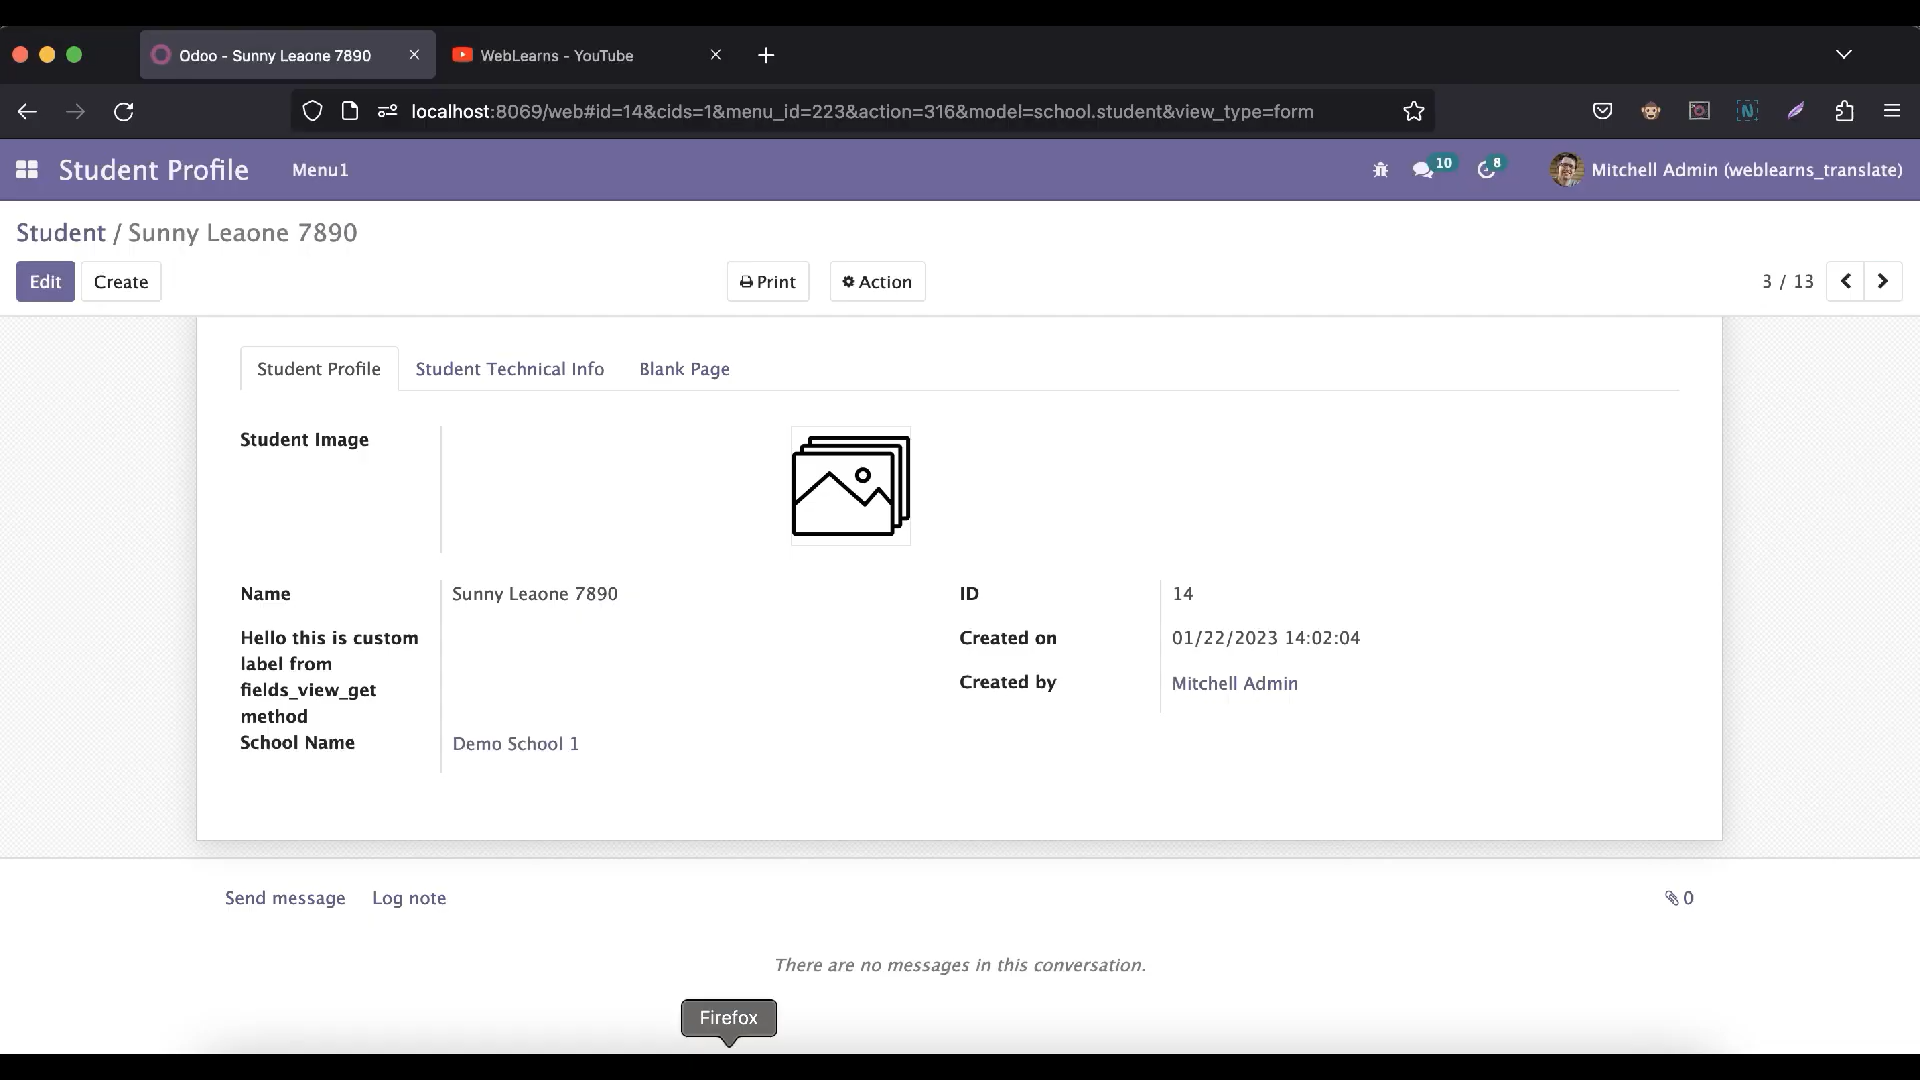 Odoo - Sunny Leaone 7890
WebLearns - YouTube
localhost:8069/web#id=14&cids=1&menu_id=223&action=316&model=school.student&view_type=form
Student Profile
Menu1
10
8
Mitchell Admin (weblearns_translate)
Student / Sunny Leaone 7890
Edit
Create
Print
Action
3 / 13
Student Profile
Student Technical Info
Blank Page
Student Image
Name
Sunny Leaone 7890
ID
14
Hello this is custom
label from
fields_view_get
method
Created on
01/22/2023 14:02:04
Created by
Mitchell Admin
School Name
Demo School 1
Send message
Log note
0
There are no messages in this conversation.
Firefox